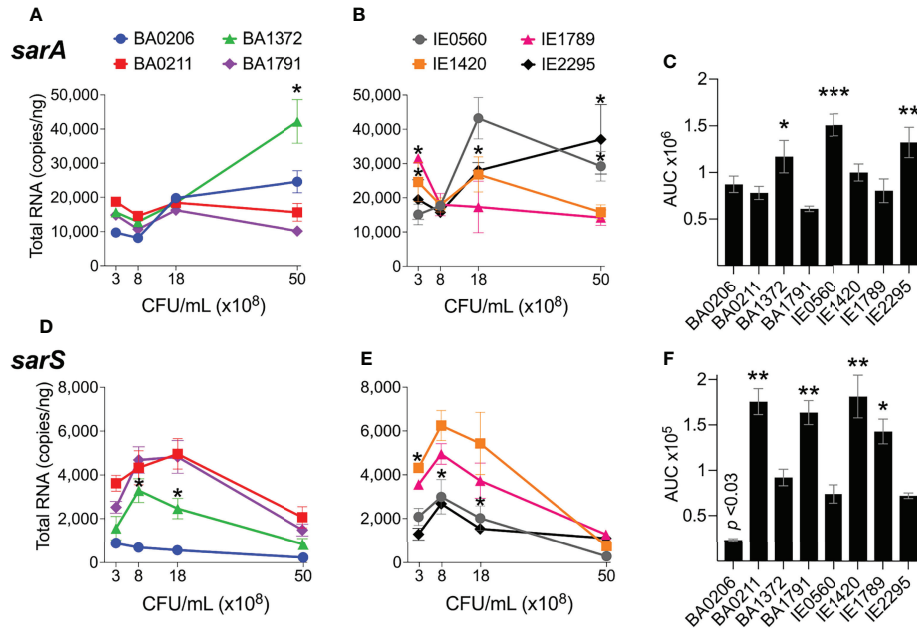 A
BA0206
BA1372
BA0211
BA1791
sarA
Total RNA (copies/ng)
50,000
40,000
30,000
20,000
10,000
0
*
3
8
18
50
CFU/mL (x10⁸)
B
IE0560
IE1789
IE1420
IE2295
50,000
40,000
30,000
20,000
10,000
0
*
*
*
*
*
3
8
18
50
CFU/mL (x10⁸)
C
AUC x10⁶
2
1.5
1
0.5
*
***
**
BA0206
BA0211
BA1372
BA1791
IE0560
IE1420
IE1789
IE2295
D
sarS
Total RNA (copies/ng)
8,000
6,000
4,000
2,000
0
*
*
3
8
18
50
CFU/mL (x10⁸)
E
8,000
6,000
4,000
2,000
0
*
*
*
3
8
18
50
CFU/mL (x10⁸)
F
AUC x10⁵
2
1.5
1
0.5
p <0.03
**
**
**
*
BA0206
BA0211
BA1372
BA1791
IE0560
IE1420
IE1789
IE2295